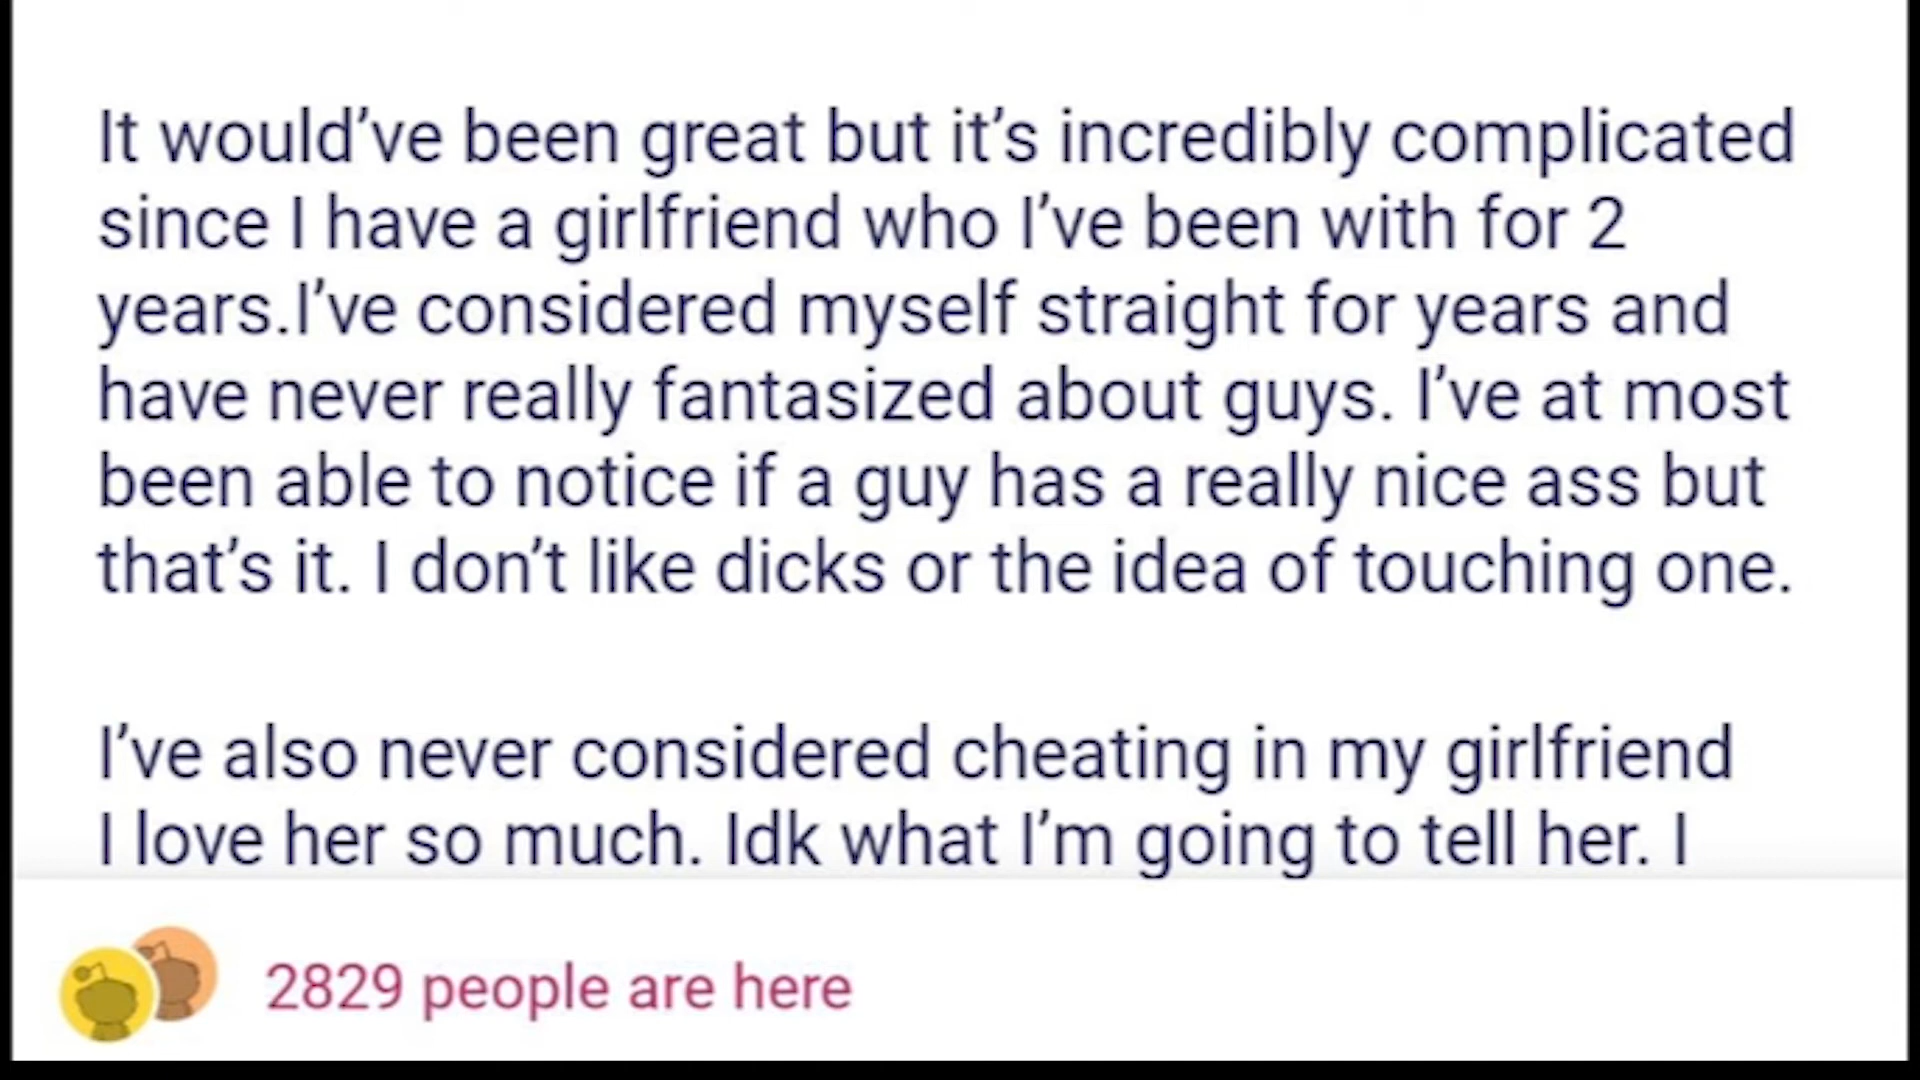 It would’ve been great but it’s incredibly complicated
since I have a girlfriend who I’ve been with for 2
years.I’ve considered myself straight for years and
have never really fantasized about guys. I’ve at most
been able to notice if a guy has a really nice ass but
that’s it. I don’t like dicks or the idea of touching one.
I’ve also never considered cheating in my girlfriend
I love her so much. Idk what I’m going to tell her. I
2829 people are here